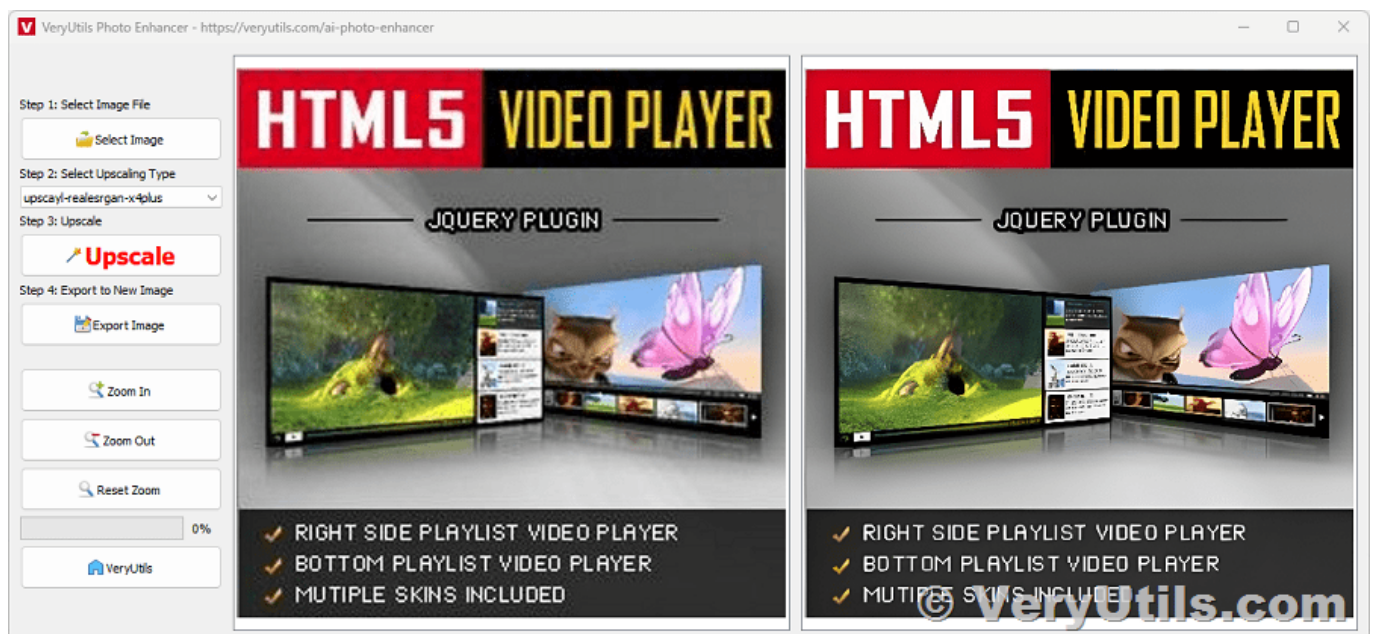 V VeryUtils Photo Enhancer - https://veryutils.com/ai-photo-enhancer
Step 1: Select Image File
Select Image
Step 2: Select Upscaling Type
upscayl-realesrgan-x4plus
Step 3: Upscale
Upscale
Step 4: Export to New Image
Export Image
Zoom In
Zoom Out
Reset Zoom
0%
VeryUtils
HTML5 VIDEO PLAYER
JQUERY PLUGIN
RIGHT SIDE PLAYLIST VIDEO PLAYER
BOTTOM PLAYLIST VIDEO PLAYER
MUTIPLE SKINS INCLUDED
HTML5 VIDEO PLAYER
JQUERY PLUGIN
RIGHT SIDE PLAYLIST VIDEO PLAYER
BOTTOM PLAYLIST VIDEO PLAYER
MUTIPLE SKINS INCLUDED
© VeryUtils.com